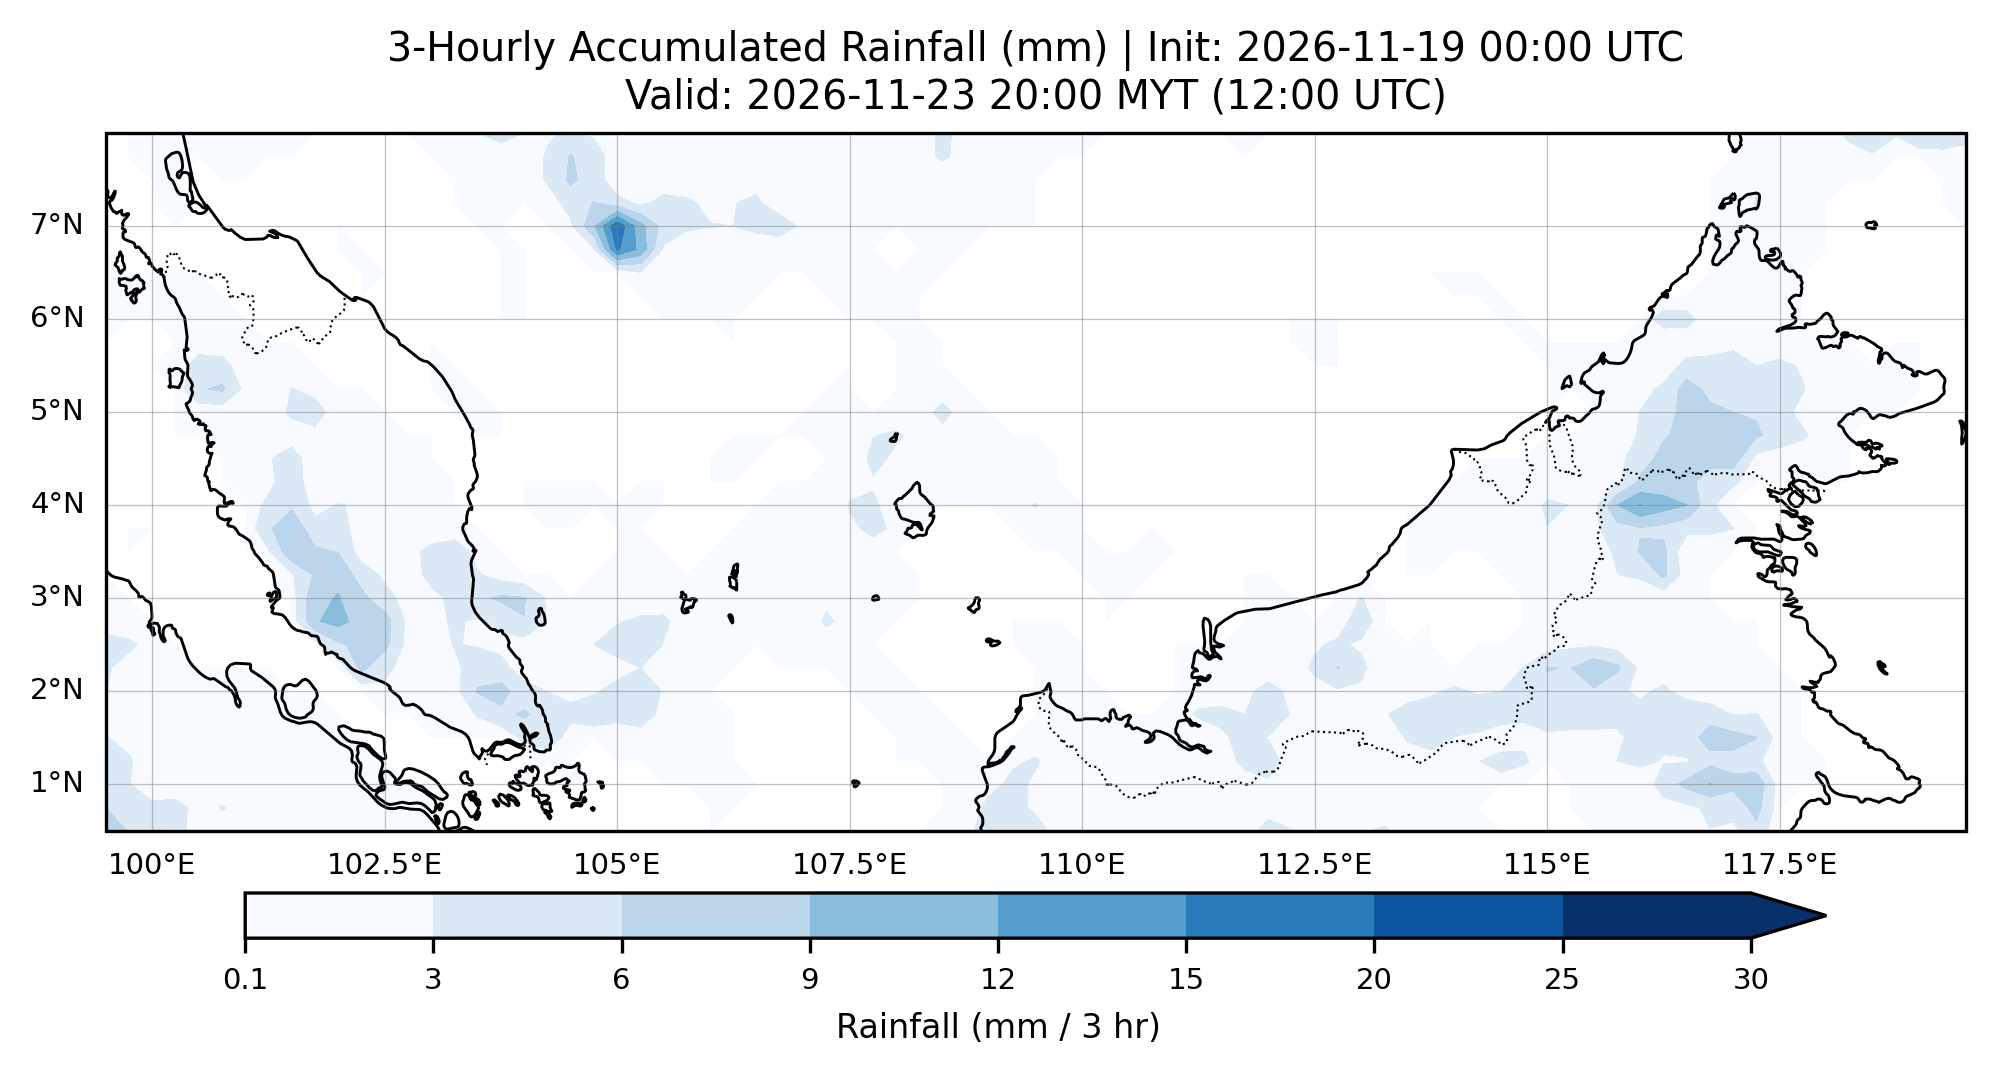 3-Hourly Accumulated Rainfall (mm) | Init: 2026-11-19 00:00 UTC
Valid: 2026-11-23 20:00 MYT (12:00 UTC)
7°N
6°N
5°N
4°N
3°N
2°N
1°N
100°E 102.5°E 105°E 107.5°E 110°E 112.5°E 115°E 117.5°E
0.1 3 6 9 12 15 20 25 30
Rainfall (mm / 3 hr)